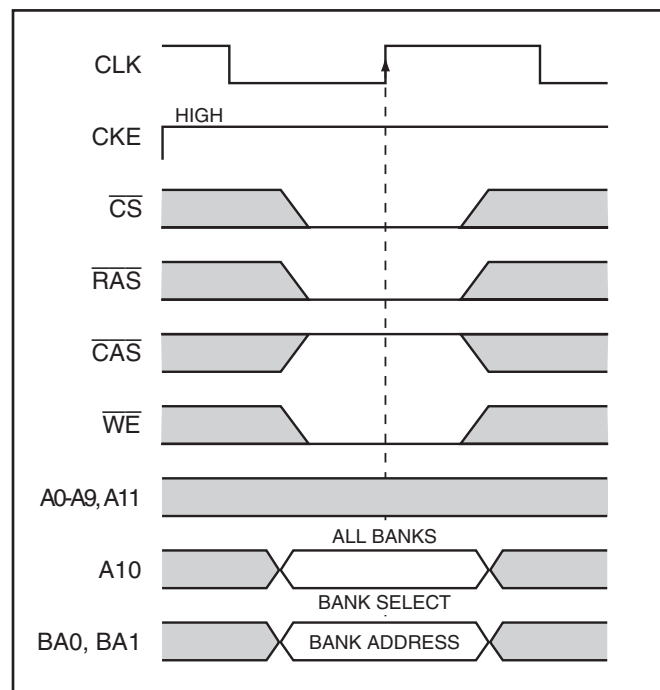 CLK
HIGH
CKE
CS
RAS
CAS
WE
A0-A9, A11
ALL BANKS
A10
BANK SELECT
BA0, BA1 BANK ADDRESS